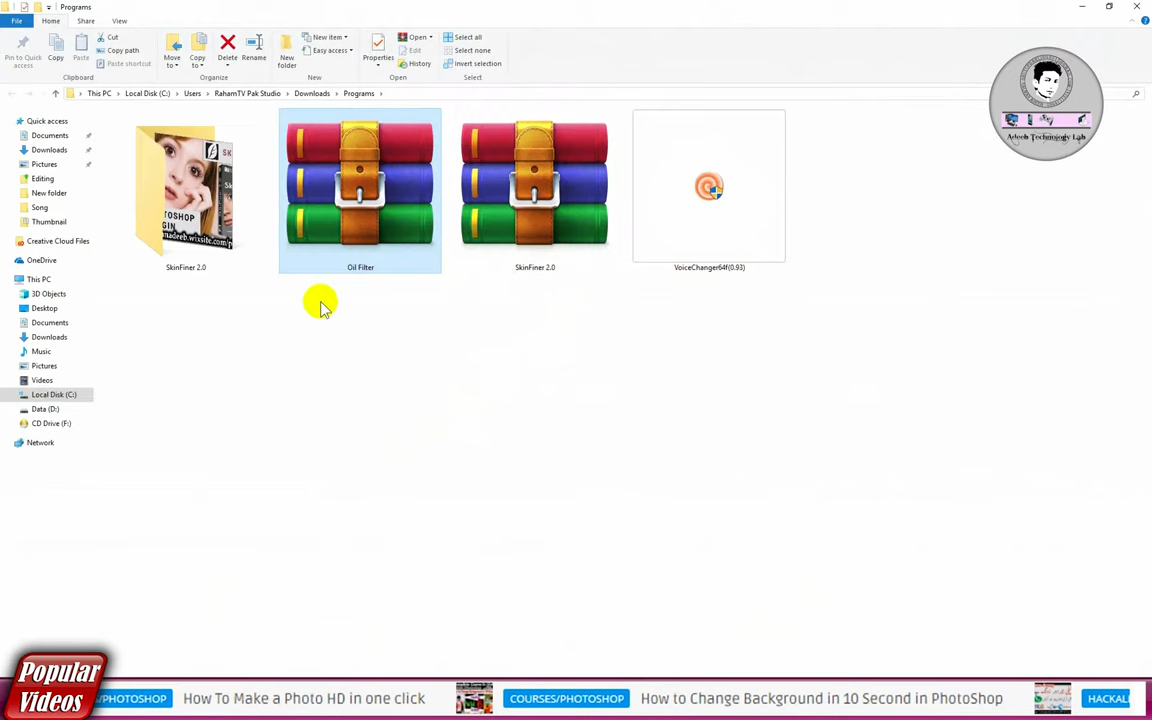 Programs
File Home Share View
Pin to Quick access
Copy
Paste
Cut
Copy path
Paste shortcut
Clipboard
Move to
Copy to
Delete
Rename
Organize
New folder
New item
Easy access
New
Properties
Open
Edit
History
Open
Select all
Select none
Invert selection
Select
This PC > Local Disk (C:) > Users > RahamTV Pak Studio > Downloads > Programs >
Adeeb Technology Lab
Quick access
Documents
Downloads
Pictures
Editing
New folder
Song
Thumbnail
Creative Cloud Files
OneDrive
This PC
3D Objects
Desktop
Documents
Downloads
Music
Pictures
Videos
Local Disk (C:)
Data (D:)
CD Drive (F:)
Network
SkinFiner 2.0
Oil Filter
SkinFiner 2.0
VoiceChanger64f(0.93)
Popular Videos
S/PHOTOSHOP How To Make a Photo HD in one click COURSES/PHOTOSHOP How to Change Background in 10 Second in PhotoShop HACKAL